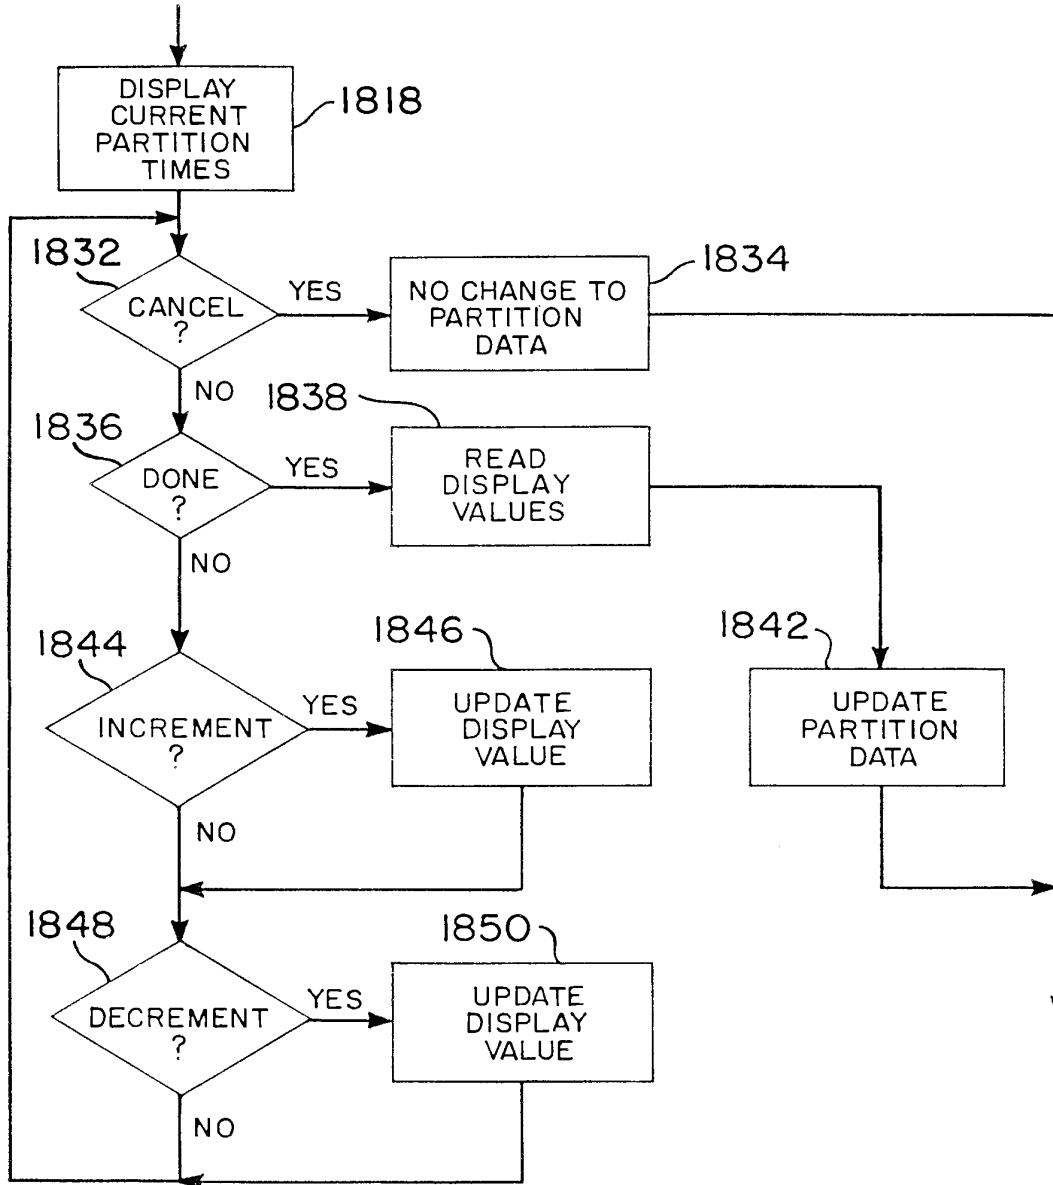 DISPLAY
CURRENT
PARTITION
TIMES
1818
1832
CANCEL
?
YES
NO
NO CHANGE TO
PARTITION
DATA
1834
1836
DONE
?
YES
NO
1838
READ
DISPLAY
VALUES
1844
INCREMENT
?
YES
NO
1846
UPDATE
DISPLAY
VALUE
1842
UPDATE
PARTITION
DATA
1848
DECREMENT
?
YES
NO
1850
UPDATE
DISPLAY
VALUE